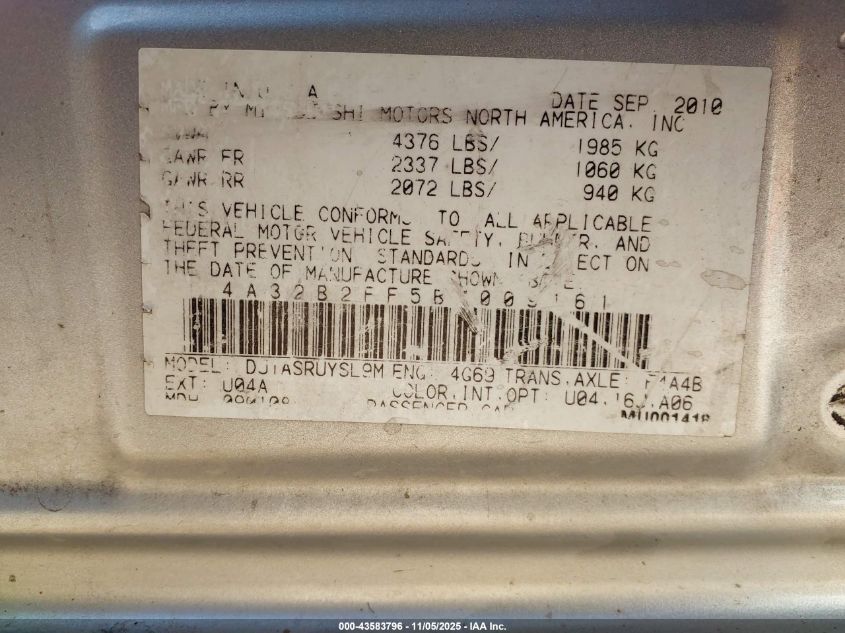 DATE SEP. 2010
MOTORS NORTH AMERICA, INC
4376 LBS/ 1985 KG
FR 2337 LBS/ 1060 KG
RR 2072 LBS/ 940 KG
VEHICLE CONFORMS TO ALL APPLICABLE
FEDERAL MOTOR VEHICLE SAFETY, AND
THEFT PREVENTION STANDARDS IN ON
THE DATE OF MANUFACTURE
MODEL: ENG: 4G69 TRANS.AXLE: F4A4B
EXT: U04A COLOR.INT.OPT: U04
MU001418
000-43583796 - 11/05/2025 - IAA Inc.